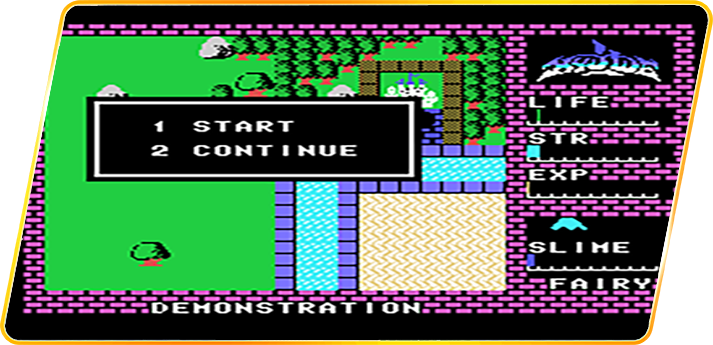 1 START
2 CONTINUE
LIFE
STR
EXP
SLIME
FAIRY
DEMONSTRATION